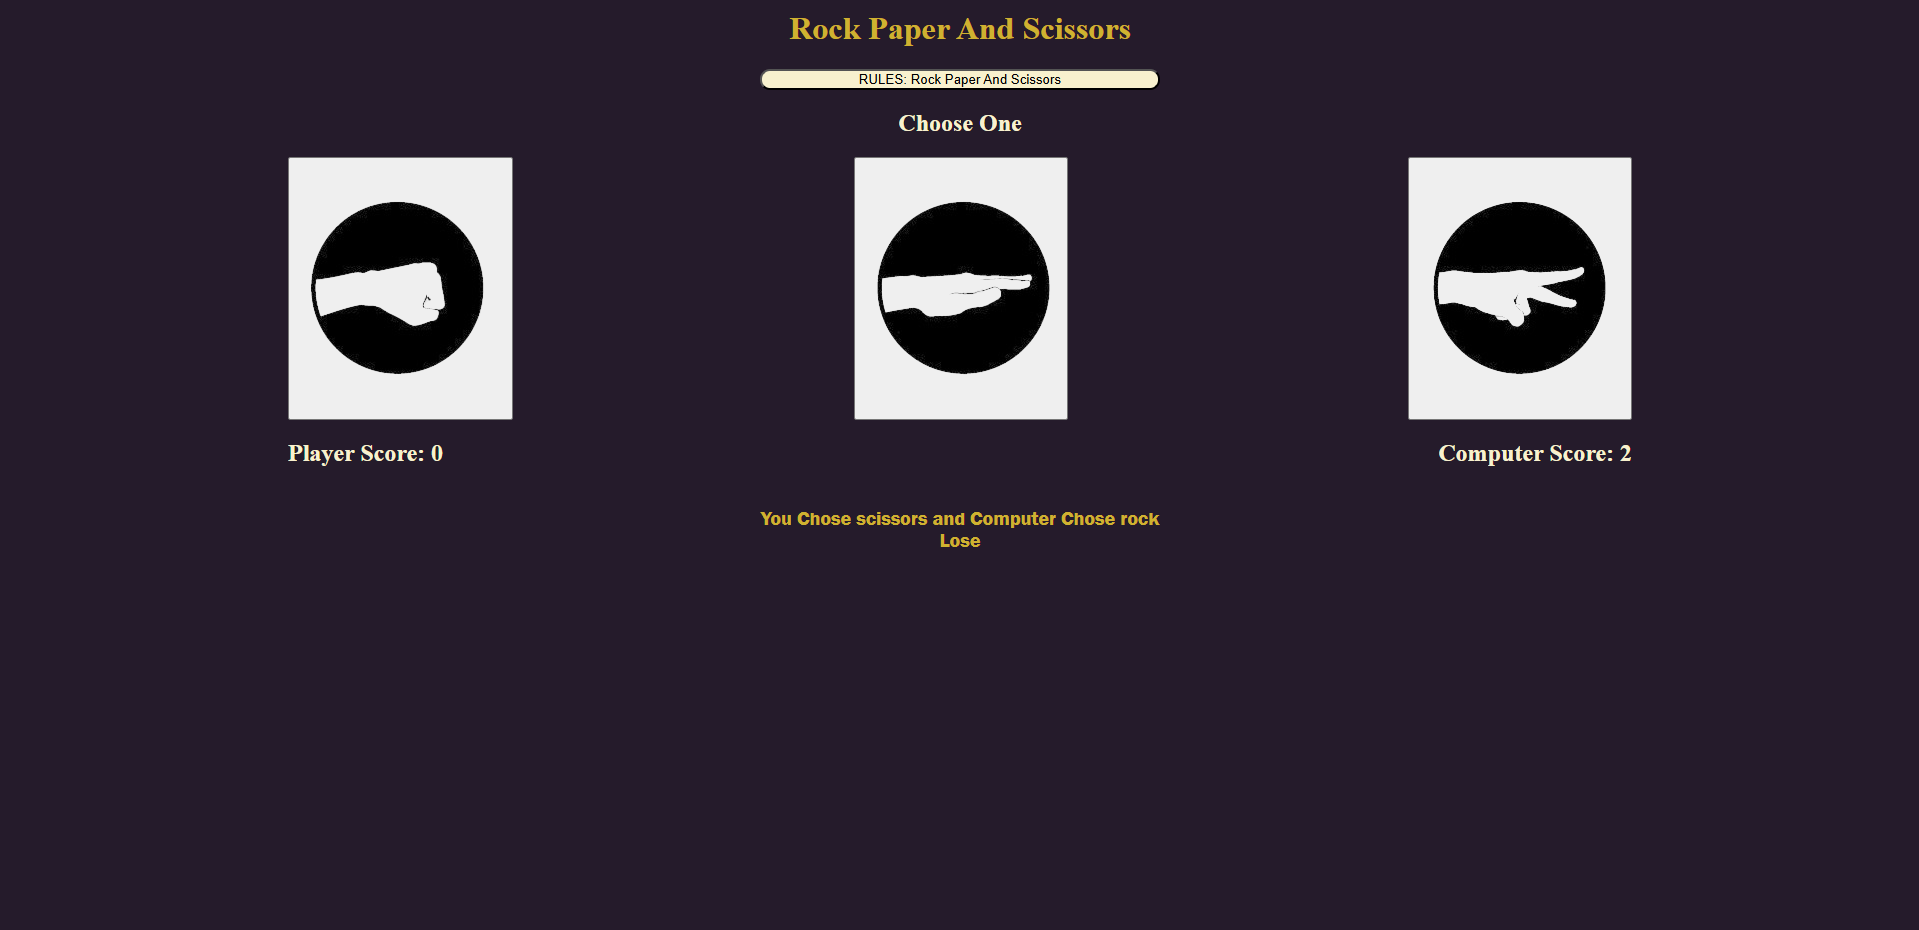 Rock Paper And Scissors
RULES: Rock Paper And Scissors
Choose One
Player Score: 0
Computer Score: 2
You Chose scissors and Computer Chose rock
Lose